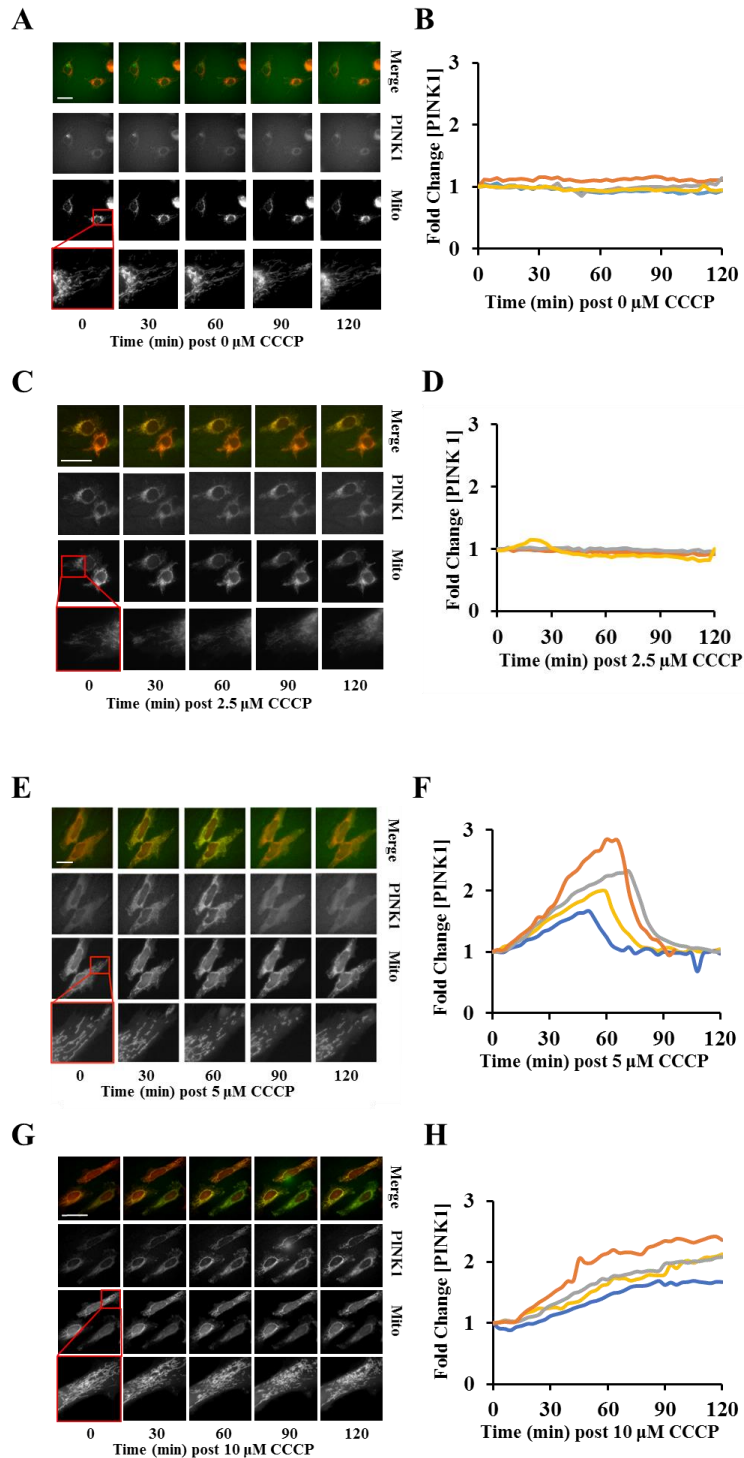 A
Merge
PINK1
Mito
0 30 60 90 120
Time (min) post 0 μM CCCP
B
Fold Change [PINK1]
3
2
1
0
0 30 60 90 120
Time (min) post 0 μM CCCP
C
Merge
PINK1
Mito
0 30 60 90 120
Time (min) post 2.5 μM CCCP
D
Fold Change [PINK 1]
3
2
1
0
0 30 60 90 120
Time (min) post 2.5 μM CCCP
E
Merge
PINK1
Mito
0 30 60 90 120
Time (min) post 5 μM CCCP
F
Fold Change [PINK1]
3
2
1
0
0 30 60 90 120
Time (min) post 5 μM CCCP
G
Merge
PINK1
Mito
0 30 60 90 120
Time (min) post 10 μM CCCP
H
Fold Change [PINK1]
3
2
1
0
0 30 60 90 120
Time (min) post 10 μM CCCP